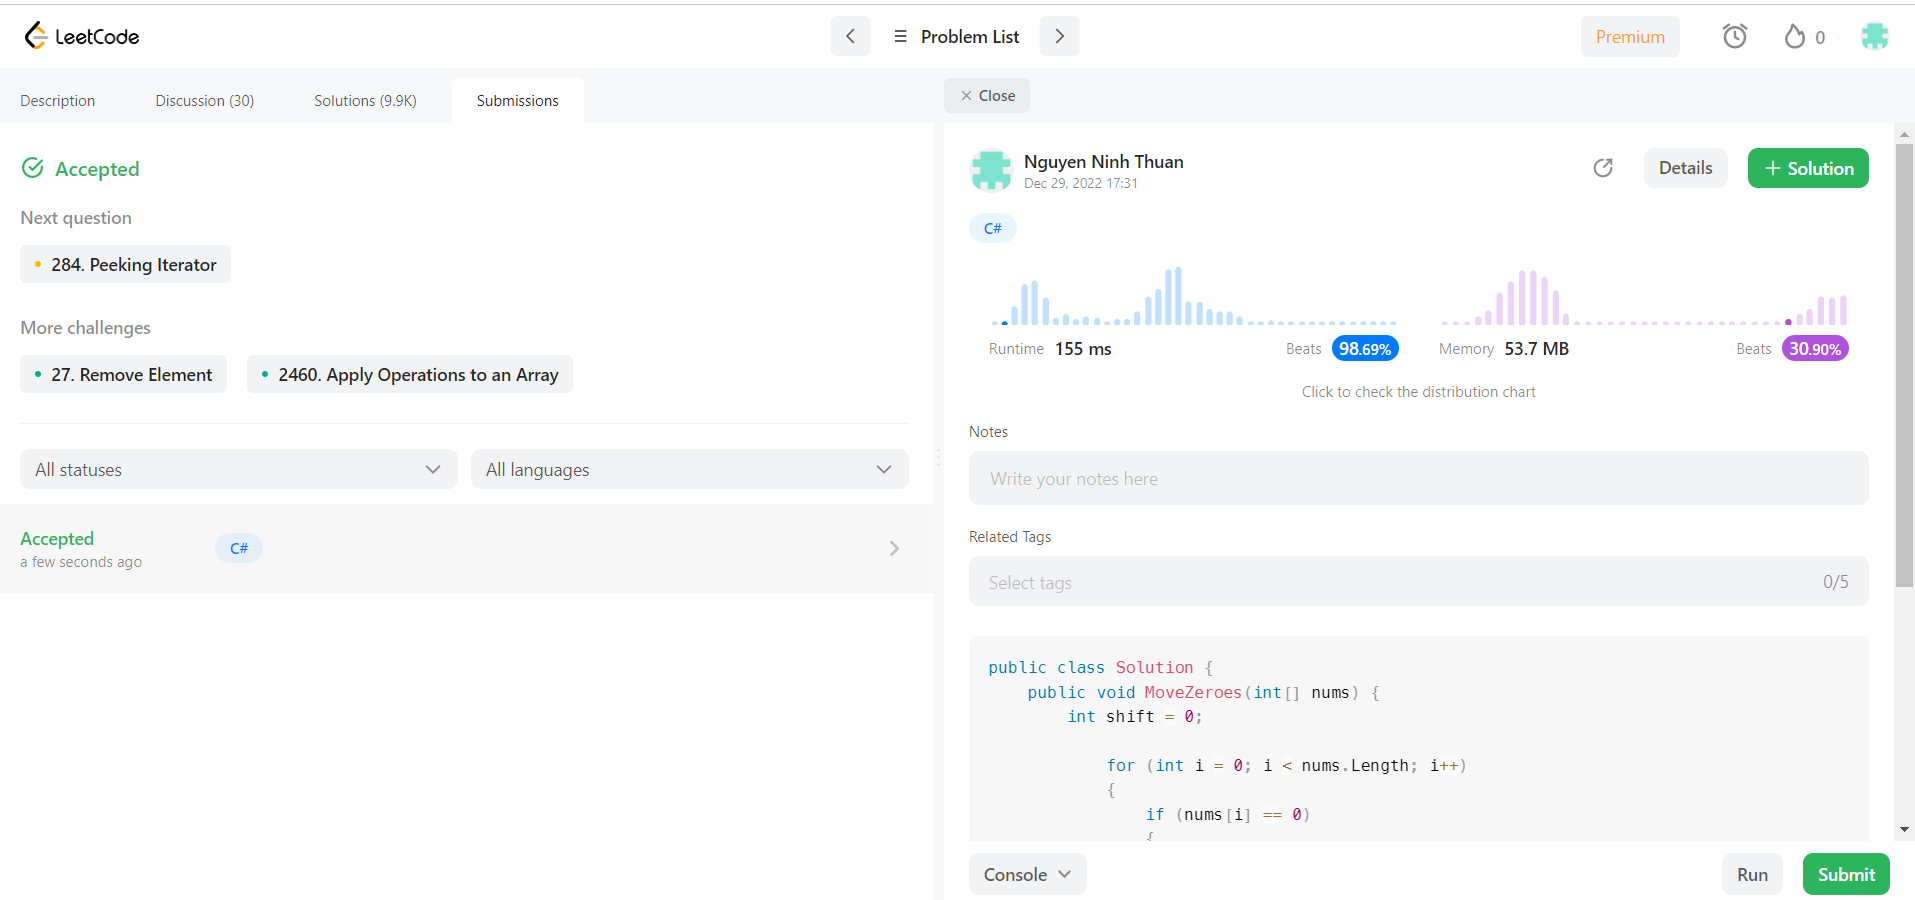 LeetCode
Problem List
Premium
0
Description
Discussion (30)
Solutions (9.9K)
Submissions
Close
Accepted
Next question
284. Peeking Iterator
More challenges
27. Remove Element
2460. Apply Operations to an Array
All statuses
All languages
Accepted
a few seconds ago
C#
Nguyen Ninh Thuan
Dec 29, 2022 17:31
Details
+ Solution
C#
Runtime 155 ms
Beats 98.69%
Memory 53.7 MB
Beats 30.90%
Click to check the distribution chart
Notes
Write your notes here
Related Tags
Select tags
0/5
public class Solution {
public void MoveZeroes(int[] nums) {
int shift = 0;
for (int i = 0; i < nums.Length; i++)
{
if (nums[i] == 0)
{
Console
Run
Submit